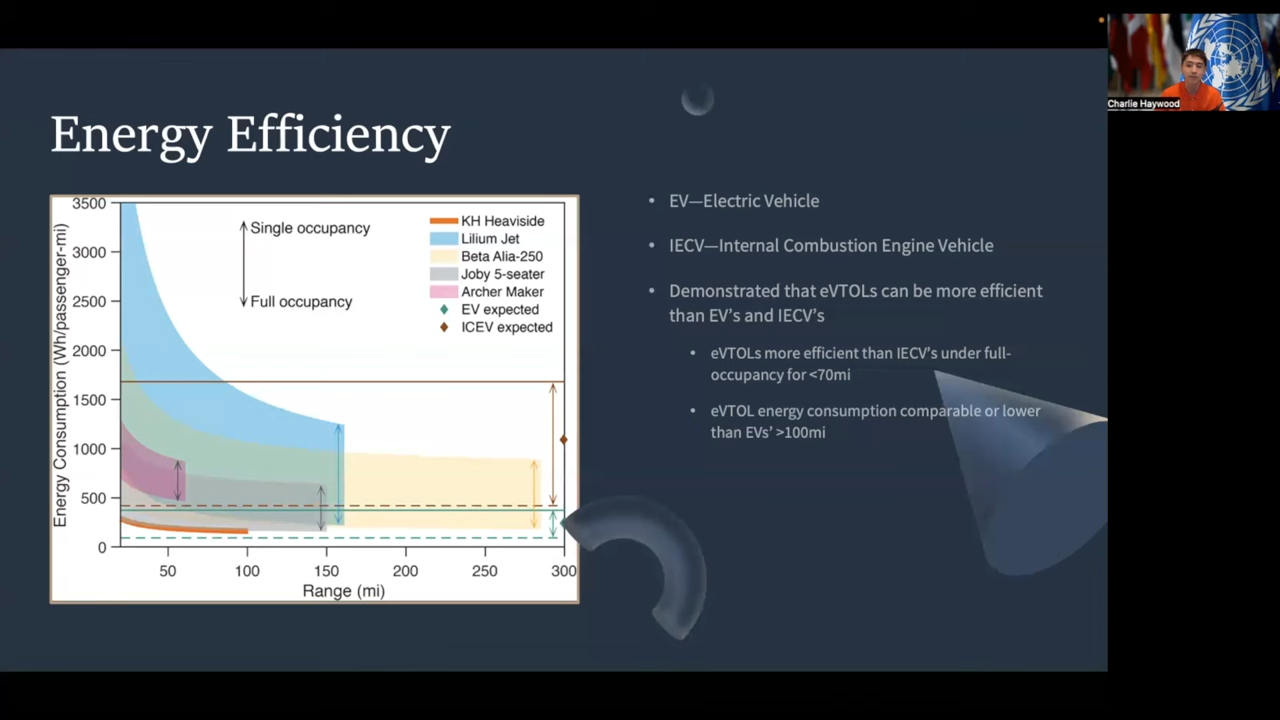 Charlie Haywood
Energy Efficiency
3500
3000
2500
2000
1500
1000
500
0
Energy Consumption (Wh/passenger-mi)
Single occupancy
Full occupancy
KH Heaviside
Lilium Jet
Beta Alia-250
Joby 5-seater
Archer Maker
EV expected
ICEV expected
50
100
150
200
250
300
Range (mi)
• EV—Electric Vehicle
• IECV—Internal Combustion Engine Vehicle
• Demonstrated that eVTOLs can be more efficient
than EV's and IECV's
• eVTOLs more efficient than IECV's under full-
occupancy for <70mi
• eVTOL energy consumption comparable or lower
than EVs' >100mi